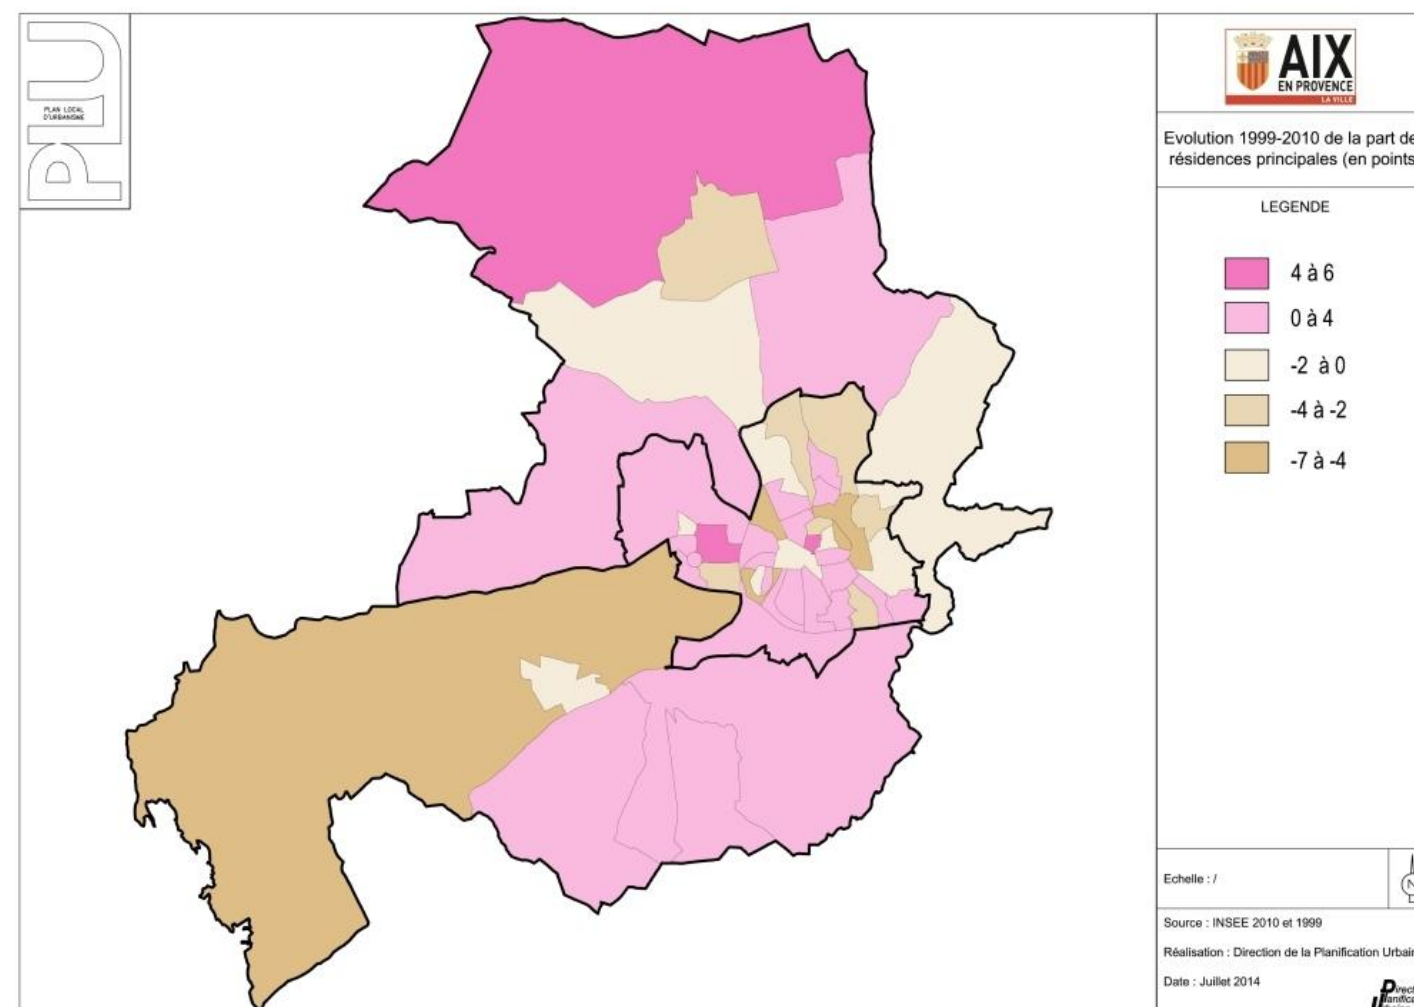 PLU
PLAN LOCAL
D'URBANISME
AIX
EN PROVENCE
LA VILLE
Evolution 1999-2010 de la part de
résidences principales (en points
LEGENDE
4 à 6
0 à 4
-2 à 0
-4 à -2
-7 à -4
Echelle : /
N
Source : INSEE 2010 et 1999
Réalisation : Direction de la Planification Urbain
Date : Juillet 2014